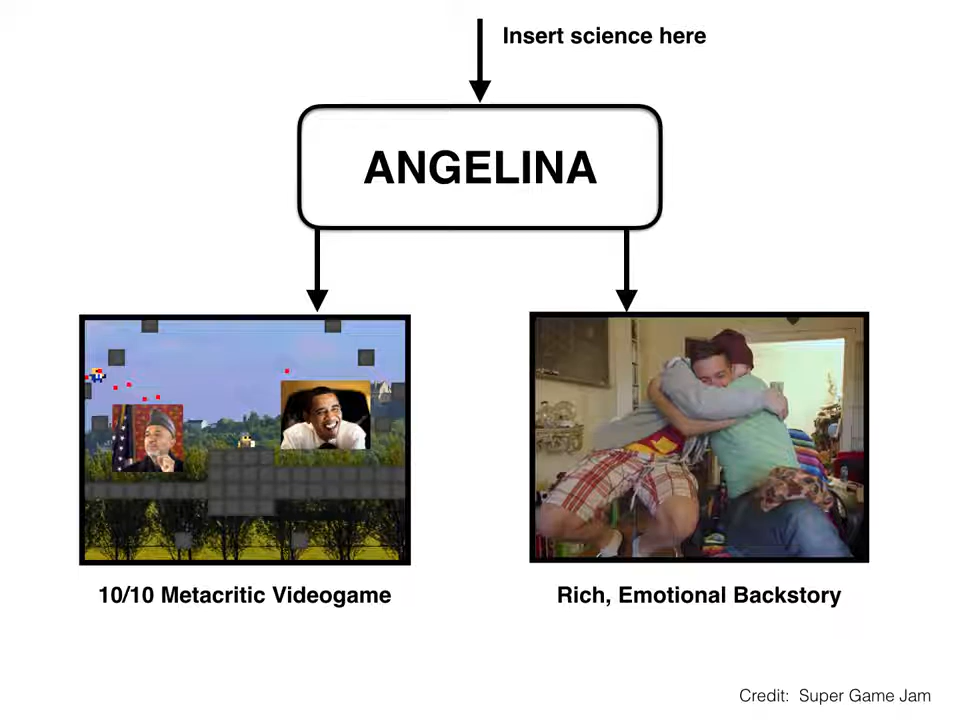 Insert science here
ANGELINA
10/10 Metacritic Videogame
Rich, Emotional Backstory
Credit:  Super Game Jam